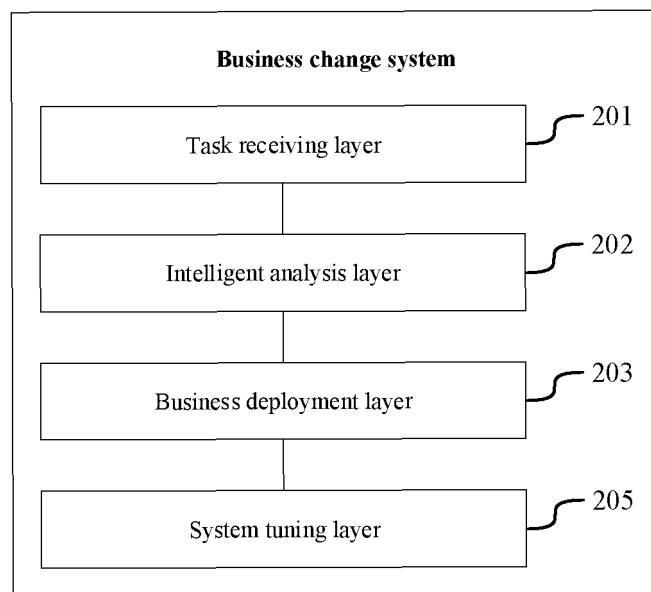 Business change system
Task receiving layer
201
Intelligent analysis layer
202
Business deployment layer
203
System tuning layer
205